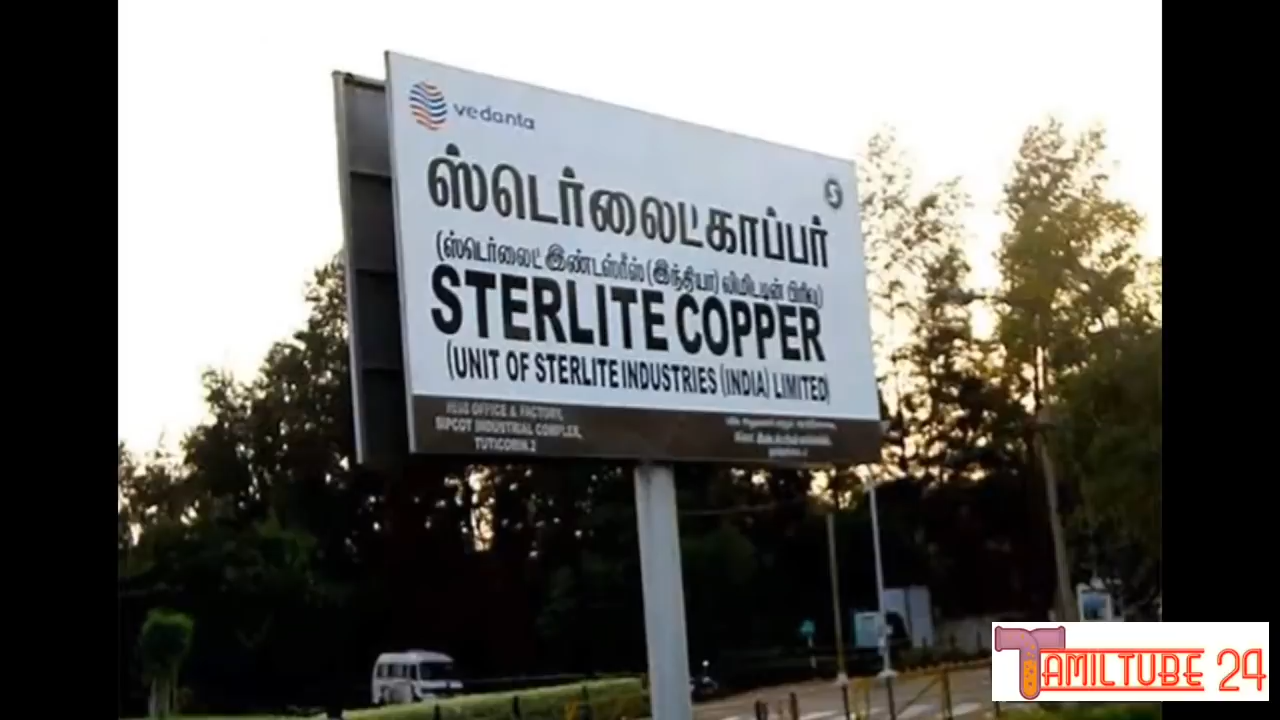 vedanta
ஸ்டெர்லைட்காப்பர்
(ஸ்டெர்லைட் இண்டஸ்ரீஸ் (இந்தியா) லிமிடடின் பிரிவு)
STERLITE COPPER
(UNIT OF STERLITE INDUSTRIES (INDIA) LIMITED)
OFFICE & FACTORY,
SIPCOT INDUSTRIAL COMPLEX,
TUTICORIN.2
TAMILTUBE 24